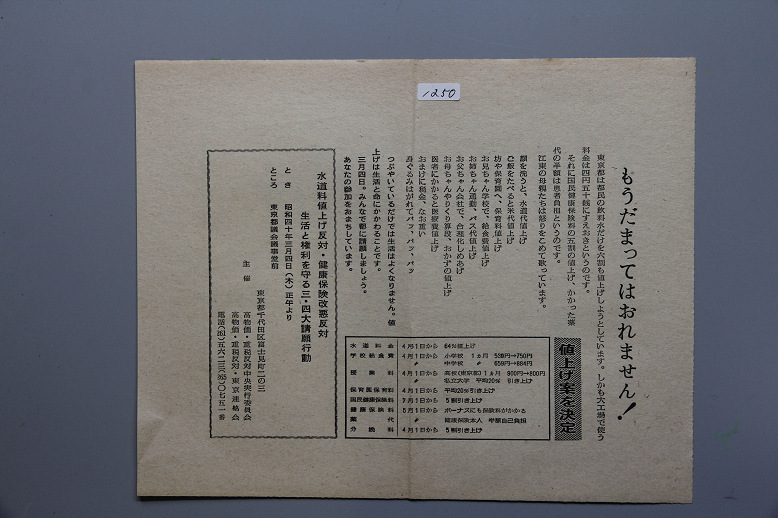 1250
もうだまってはおれません！
東京都は都民の飲料水だけを六割も値上げしようとしています。しかも大工場で使う
料金は四円五十銭にすえおきというのです。
それに国民健康保険料の五割の値上げ、かかった薬
代の半額は患者負担というのです。
江東の母親たちは怒りをこめて歌っています。
顔を洗うと、水道代値上げ
ご飯をたべると米代値上げ
坊や保育園へ、保育料値上げ
お兄ちゃん学校で、給食費値上げ
お姉ちゃん通勤、バス代値上げ
お父ちゃん会社で、合理化しめあげ
お母ちゃんやりくり算段、おかずの値上げ
医者にかかると医療費値上げ
おまけに税金、なお重い
身ぐるみはがれてパッ、パッ、パッ
つぶやいているだけでは生活はよくなりません。値
上げは生活と命にかかわることです。
三月四日。みんなで都に請願しましょう。
あなたの参加をおまちしています。
値上げ案を決定
水道料金 4月1日から 64%値上げ
学校給食費 4月1日から 小学校 1ヵ月 530円→750円
〃 中学校 〃 659円→884円
授業料 4月1日から 高校(東京都) 1ヵ月 600円→800円
〃 私立大学 平均20% 引き上げ
保育園保育料 4月1日から 平均20%引き上げ
国民健康保険料 7月1日から 5割引き上げ
健康保険料 5月1日から ボーナスにも保険料がかかる
薬代 〃 健康保険本人 半額自己負担
分娩料 4月1日から 5割引き上げ
水道料値上げ反対・健康保険改悪反対
生活と権利を守る三・四大請願行動
とき 昭和四十年三月四日(木)正午より
ところ 東京都議会議事堂前
主催
東京都千代田区富士見町二の三
高物価・重税反対中央実行委員会
高物価・重税反対・東京連絡会